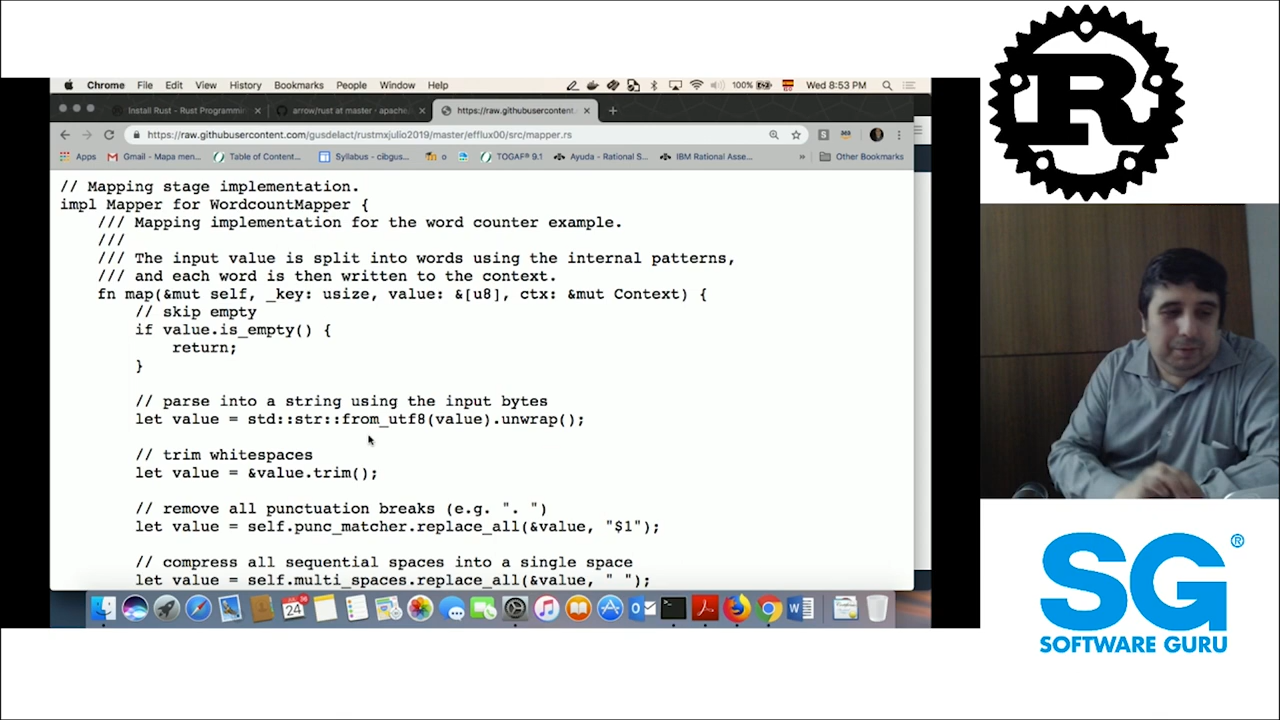 Chrome File Edit View History Bookmarks People Window Help 100% Wed 8:53 PM
Install Rust - Rust Programmi arrow/rust at master · apache https://raw.githubusercontent.
https://raw.githubusercontent.com/gusdelact/rustmxjulio2019/master/efflux00/src/mapper.rs
Apps Gmail - Mapa men... Table of Content... Syllabus - cibgus... o TOGAF® 9.1 Ayuda - Rational S... IBM Rational Asse... » Other Bookmarks
// Mapping stage implementation.
impl Mapper for WordcountMapper {
/// Mapping implementation for the word counter example.
///
/// The input value is split into words using the internal patterns,
/// and each word is then written to the context.
fn map(&mut self, _key: usize, value: &[u8], ctx: &mut Context) {
// skip empty
if value.is_empty() {
return;
}
// parse into a string using the input bytes
let value = std::str::from_utf8(value).unwrap();
// trim whitespaces
let value = &value.trim();
// remove all punctuation breaks (e.g. ". ")
let value = self.punc_matcher.replace_all(&value, "$1");
// compress all sequential spaces into a single space
let value = self.multi_spaces.replace_all(&value, " ");
24
R
SG®
SOFTWARE GURU